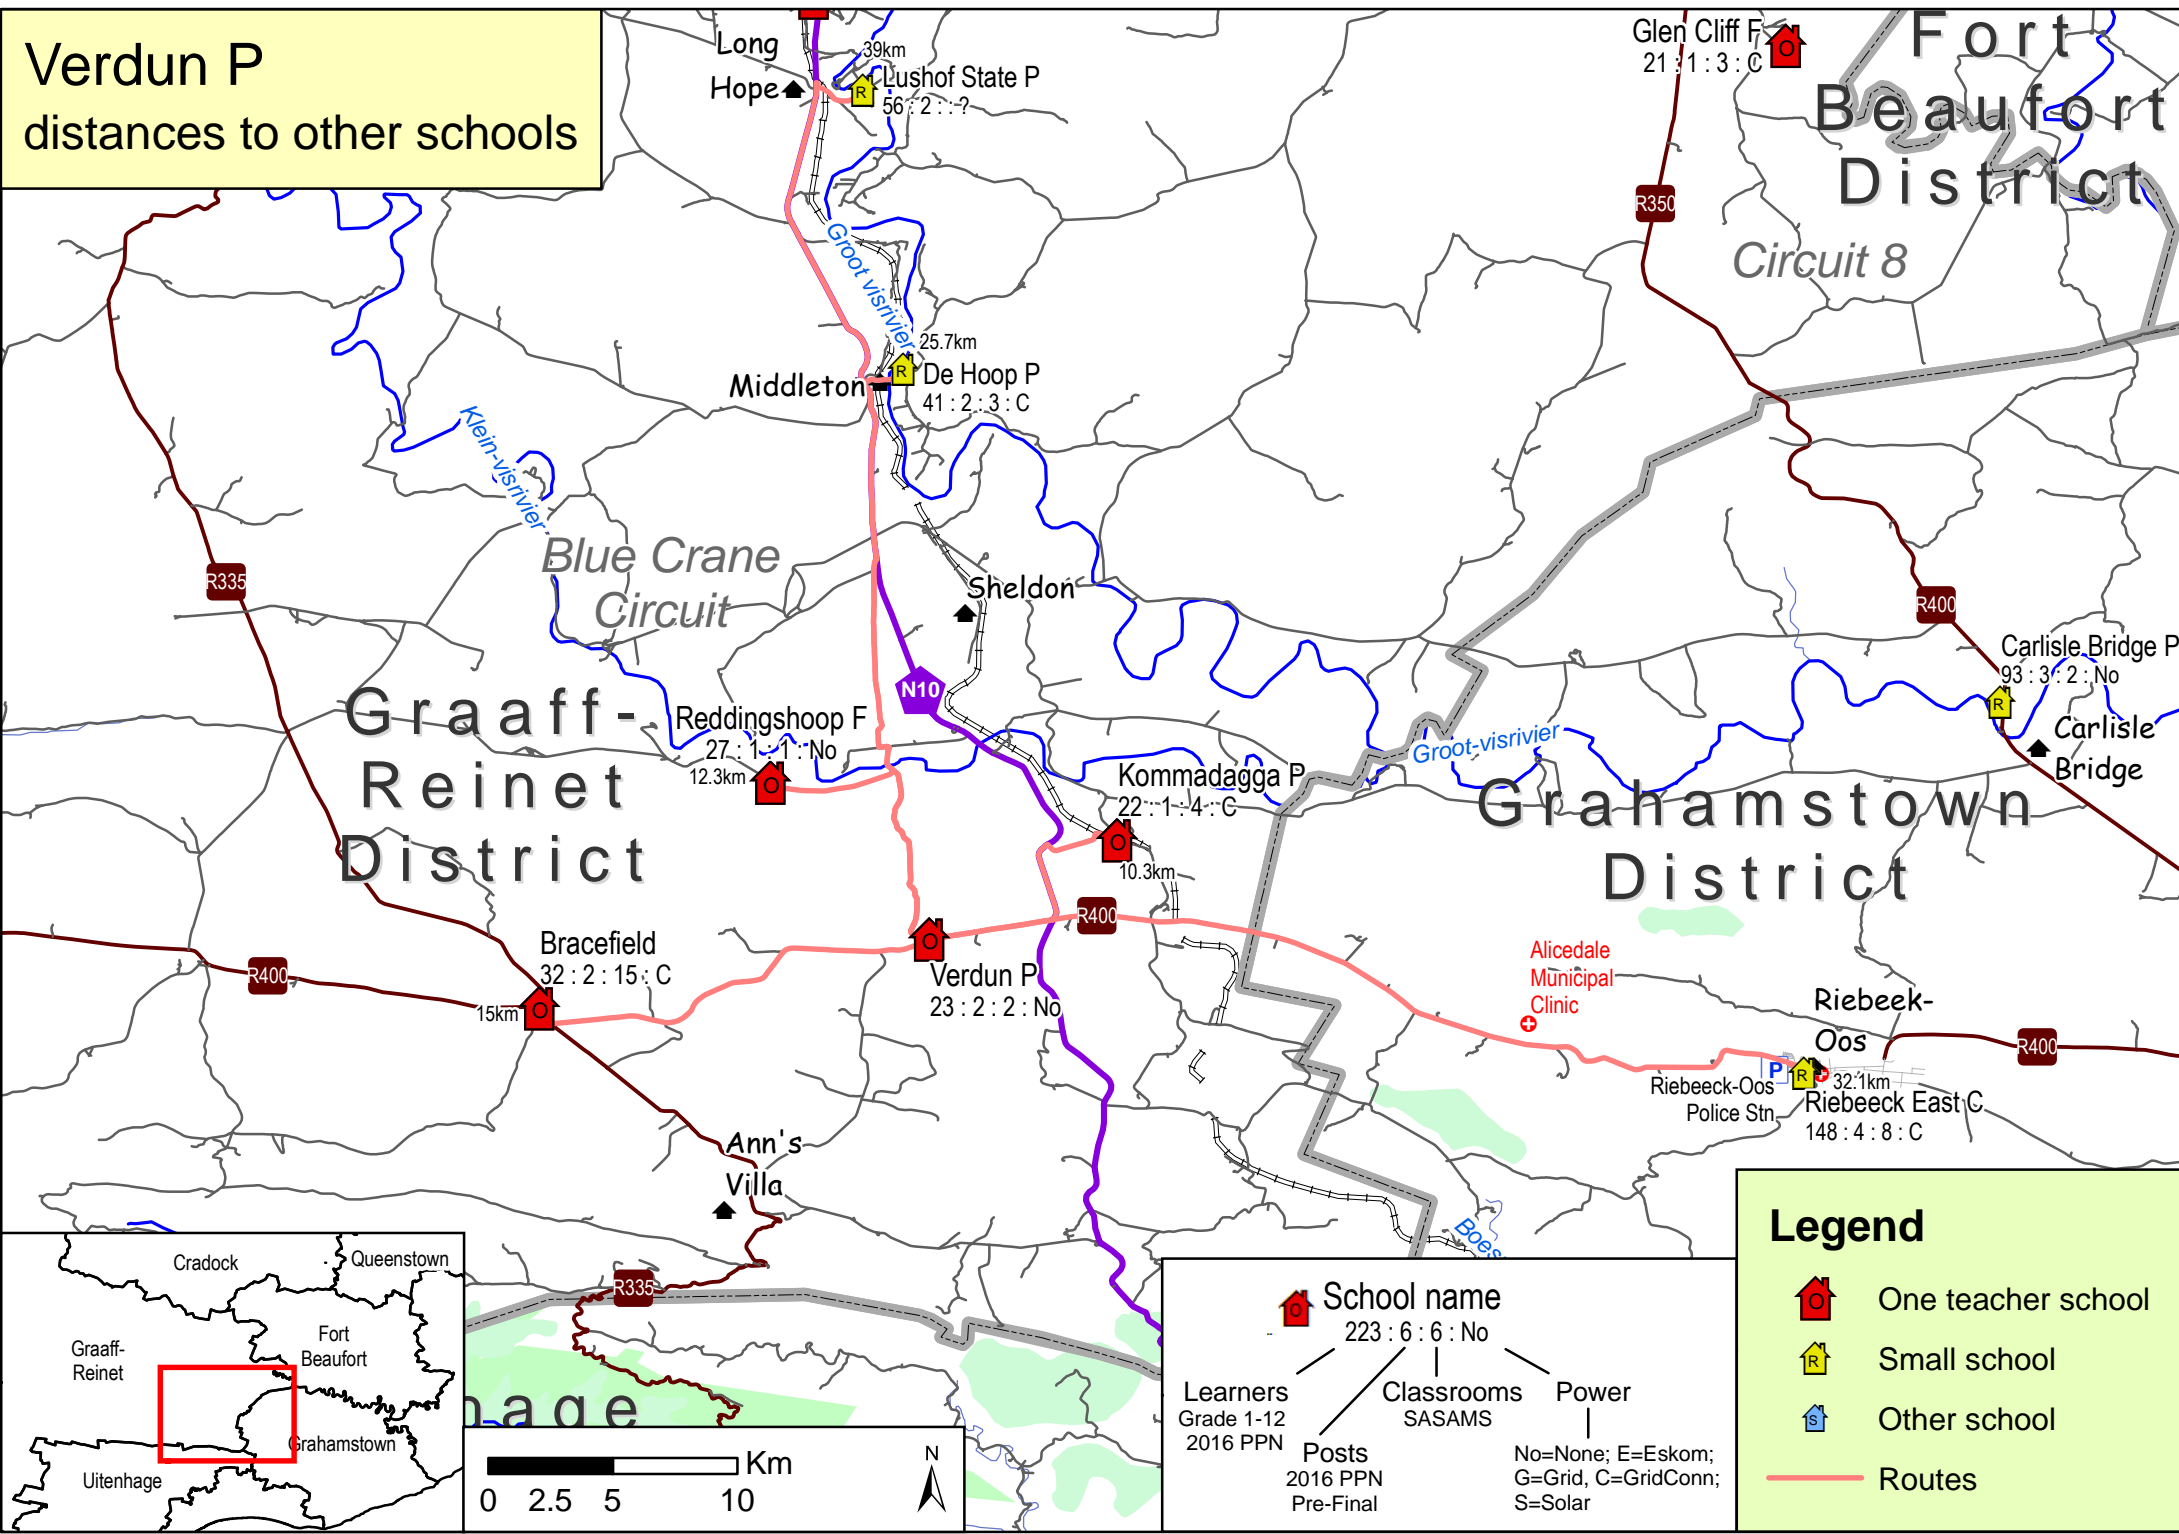 Verdun P
distances to other schools
Long
Hope
39km
Lushof State P
56 : 2 : : ?
Glen Cliff F
21 : 1 : 3 : C
Fort
Beaufort
District
R350
Circuit 8
Groot visrivier
25.7km
De Hoop P
41 : 2 : 3 : C
Middleton
Klein-visrivier
Blue Crane
Circuit
R335
Sheldon
R400
Carlisle Bridge P
93 : 3 : 2 : No
Carlisle
Bridge
N10
Graaff-
Reinet
District
Reddingshoop F
27 : 1 : 1 : No
12.3km
Groot-visrivier
Kommadagga P
22 : 1 : 4 : C
10.3km
Grahamstown
District
R400
Bracefield
32 : 2 : 15 : C
15km
R400
Verdun P
23 : 2 : 2 : No
Alicedale
Municipal
Clinic
Riebeek-
Oos
R400
P
32.1km
Riebeeck-Oos
Police Stn
Riebeeck East C
148 : 4 : 8 : C
Ann's
Villa
R335
Boes
nage
Cradock
Queenstown
Fort
Beaufort
Graaff-
Reinet
Grahamstown
Uitenhage
Km
0 2.5 5 10
N
School name
223 : 6 : 6 : No
Learners
Grade 1-12
2016 PPN
Posts
2016 PPN
Pre-Final
Classrooms
SASAMS
Power
No=None; E=Eskom;
G=Grid, C=GridConn;
S=Solar
Legend
O One teacher school
R Small school
S Other school
Routes